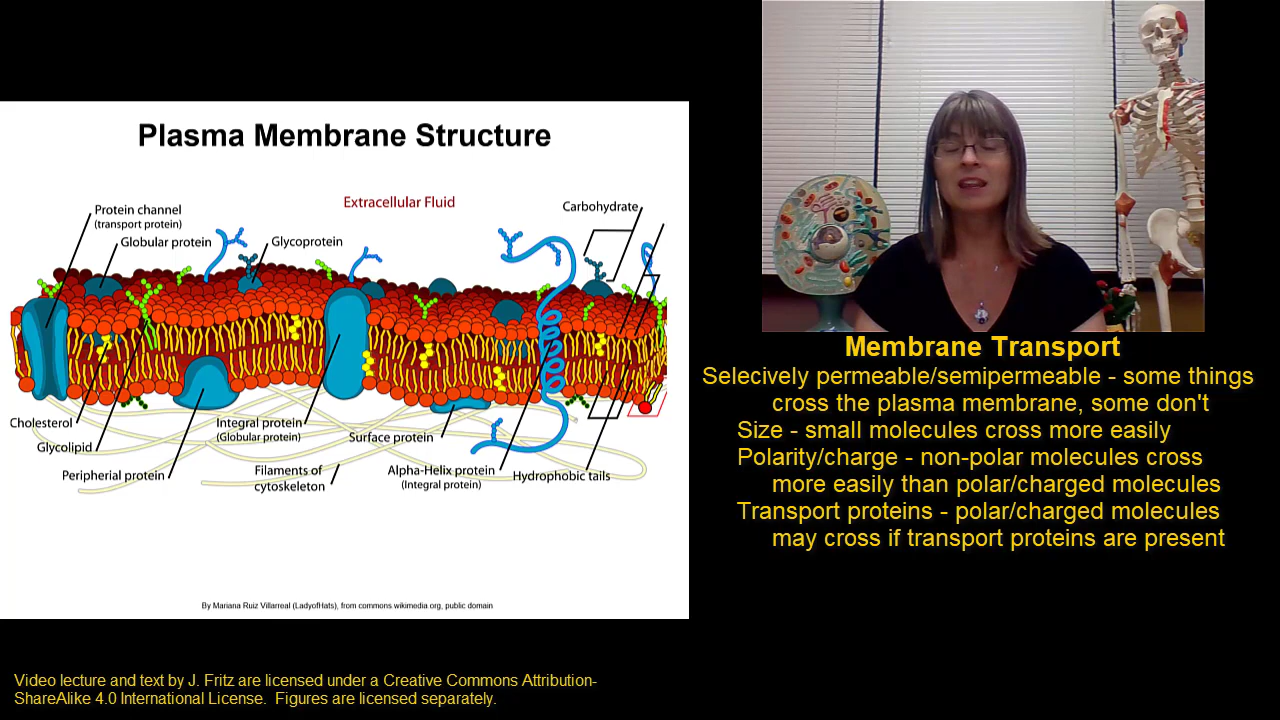 Plasma Membrane Structure
Extracellular Fluid
Carbohydrate
Protein channel
(transport protein)
Globular protein
Glycoprotein
Cholesterol
Glycolipid
Peripherial protein
Integral protein
(Globular protein)
Filaments of
cytoskeleton
Surface protein
Alpha-Helix protein
(Integral protein)
Hydrophobic tails
By Mariana Ruiz Villarreal (LadyofHats), from commons wikimedia org, public domain
Membrane Transport
Selecively permeable/semipermeable - some things
cross the plasma membrane, some don't
Size - small molecules cross more easily
Polarity/charge - non-polar molecules cross
more easily than polar/charged molecules
Transport proteins - polar/charged molecules
may cross if transport proteins are present
Video lecture and text by J. Fritz are licensed under a Creative Commons Attribution-
ShareAlike 4.0 International License.  Figures are licensed separately.